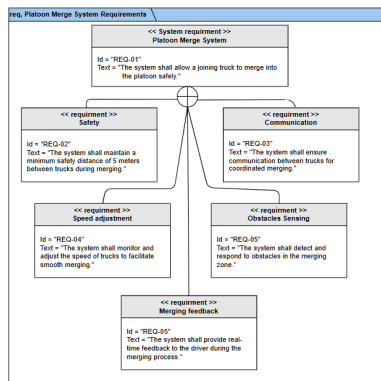 req, Platoon Merge System Requirements
<< System requirment >>
Platoon Merge System
Id = "REQ-01"
Text = "The system shall allow a joining truck to merge into
the platoon safely."
<< requirment >>
Safety
Id = "REQ-02"
Text = "The system shall maintain a
minimum safety distance of 5 meters
between trucks during merging."
<< requirment >>
Communication
Id = "REQ-03"
Text = "The system shall ensure
communication between trucks for
coordinated merging."
<< requirment >>
Speed adjustment
Id = "REQ-04"
Text = "The system shall monitor and
adjust the speed of trucks to facilitate
smooth merging."
<< requirment >>
Obstacles Sensing
Id = "REQ-05"
Text = "The system shall detect and
respond to obstacles in the merging
zone."
<< requirment >>
Merging feedback
Id = "REQ-05"
Text = "The system shall provide real-
time feedback to the driver during the
merging process."